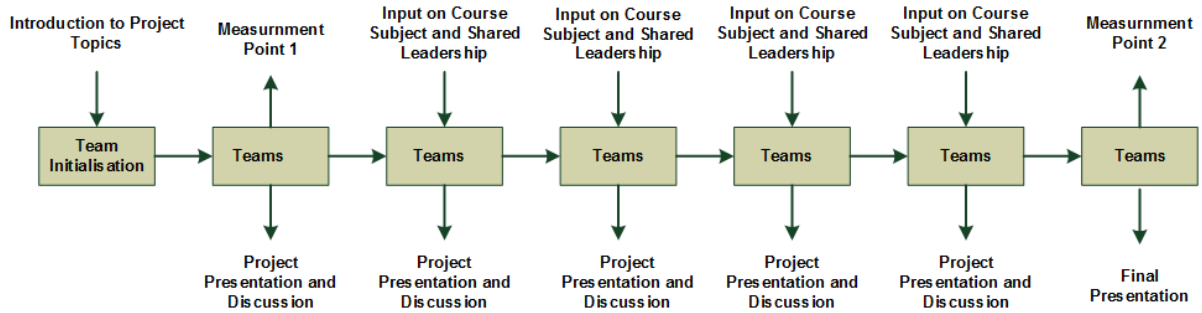 Introduction to Project
Topics
Measurnment
Point 1
Input on Course
Subject and Shared
Leadership
Input on Course
Subject and Shared
Leadership
Input on Course
Subject and Shared
Leadership
Input on Course
Subject and Shared
Leadership
Measurnment
Point 2
Team
Initialisation
Teams
Teams
Teams
Teams
Teams
Teams
Project
Presentation and
Discussion
Project
Presentation and
Discussion
Project
Presentation and
Discussion
Project
Presentation and
Discussion
Project
Presentation and
Discussion
Final
Presentation